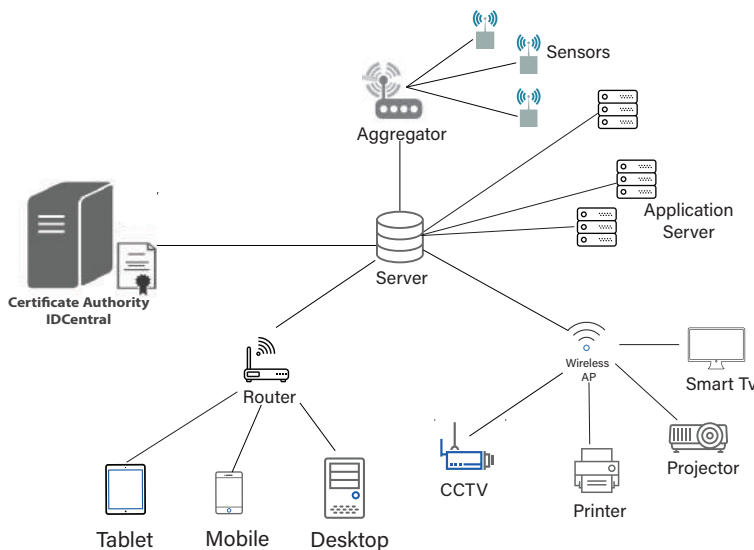 Sensors
Aggregator
Application
Server
Server
Certificate Authority
IDCentral
Wireless
AP
Smart Tv
Router
CCTV
Projector
Printer
Tablet
Mobile
Desktop